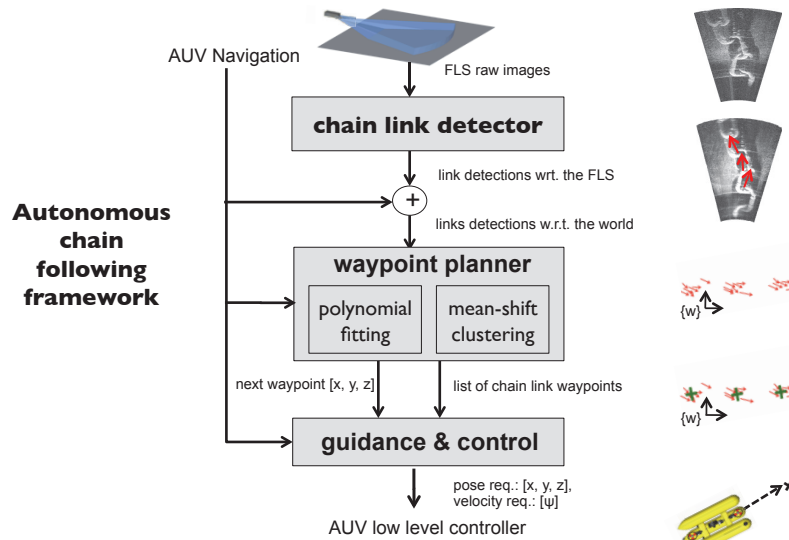 AUV Navigation
FLS raw images
chain link detector
link detections wrt. the FLS
+
links detections w.r.t. the world
Autonomous
chain
following
framework
waypoint planner
polynomial
fitting
mean-shift
clustering
{w}
next waypoint [x, y, z]
list of chain link waypoints
{w}
guidance & control
pose req.: [x, y, z],
velocity req.: [ψ]
AUV low level controller